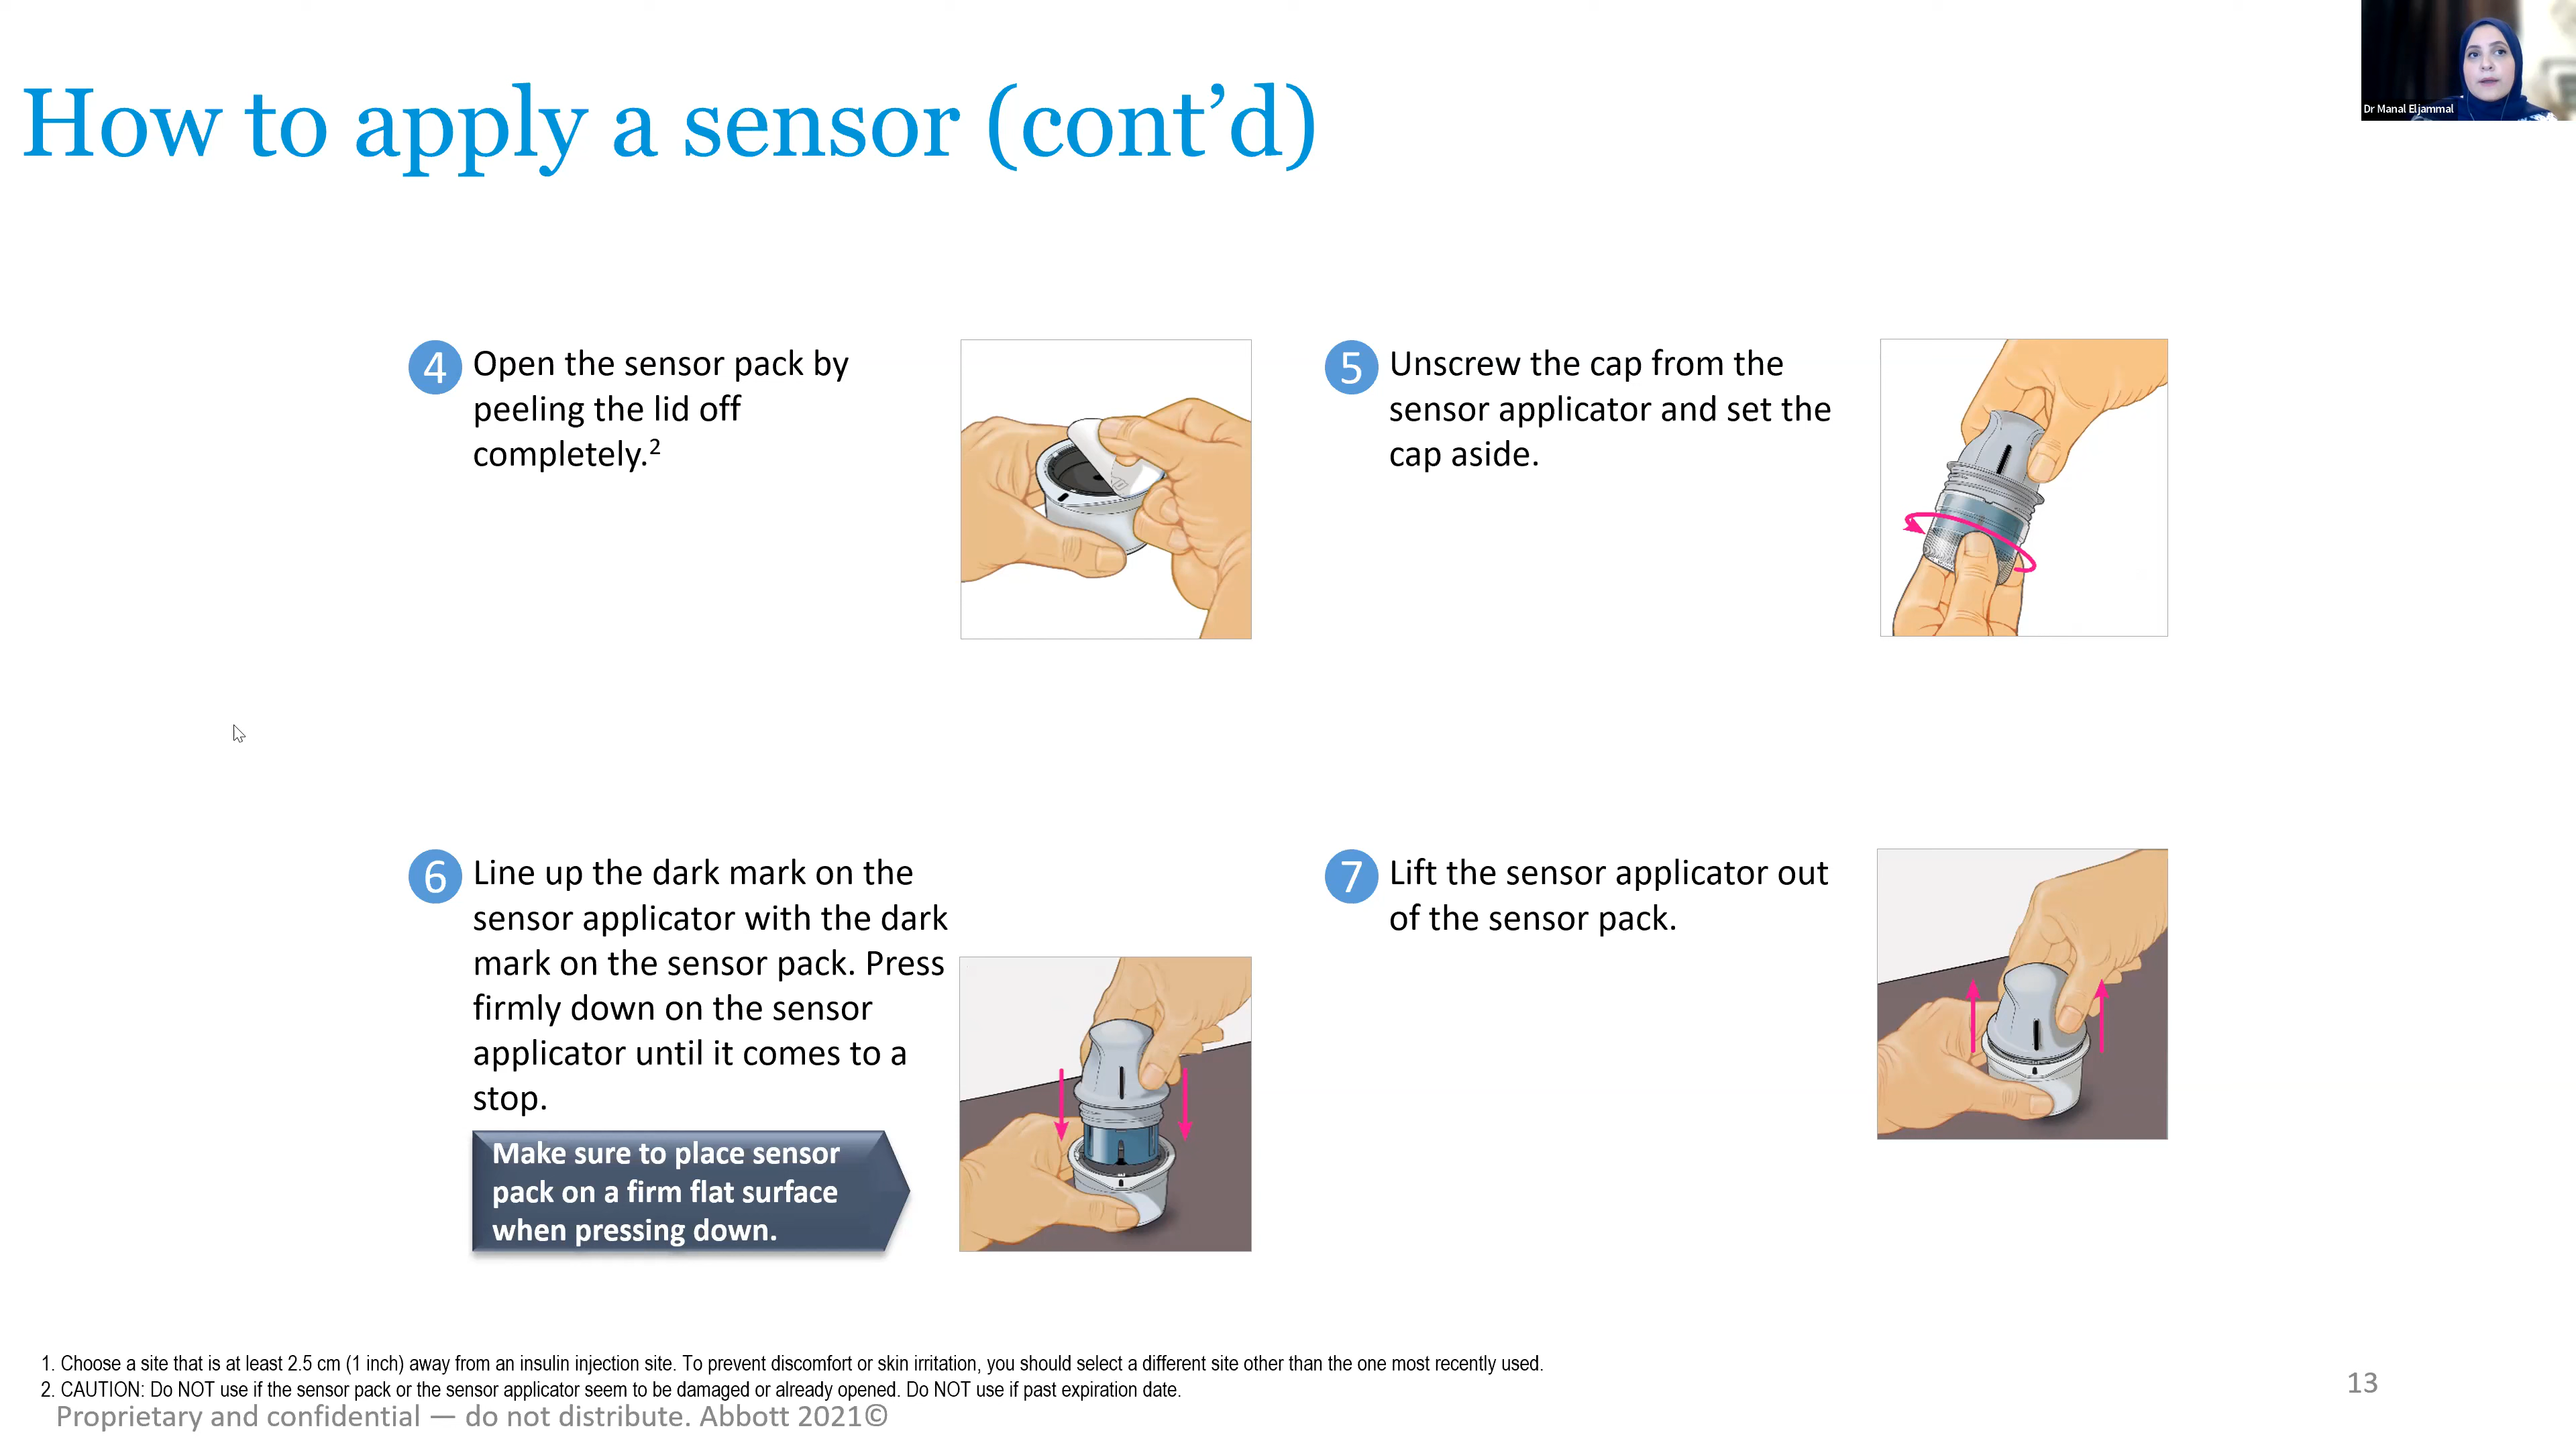 How to apply a sensor (cont’d)
Dr Manal Eljammal
4 Open the sensor pack by
peeling the lid off
completely.²
5 Unscrew the cap from the
sensor applicator and set the
cap aside.
6 Line up the dark mark on the
sensor applicator with the dark
mark on the sensor pack. Press
firmly down on the sensor
applicator until it comes to a
stop.
Make sure to place sensor
pack on a firm flat surface
when pressing down.
7 Lift the sensor applicator out
of the sensor pack.
1. Choose a site that is at least 2.5 cm (1 inch) away from an insulin injection site. To prevent discomfort or skin irritation, you should select a different site other than the one most recently used.
2. CAUTION: Do NOT use if the sensor pack or the sensor applicator seem to be damaged or already opened. Do NOT use if past expiration date.
Proprietary and confidential — do not distribute. Abbott 2021©
13